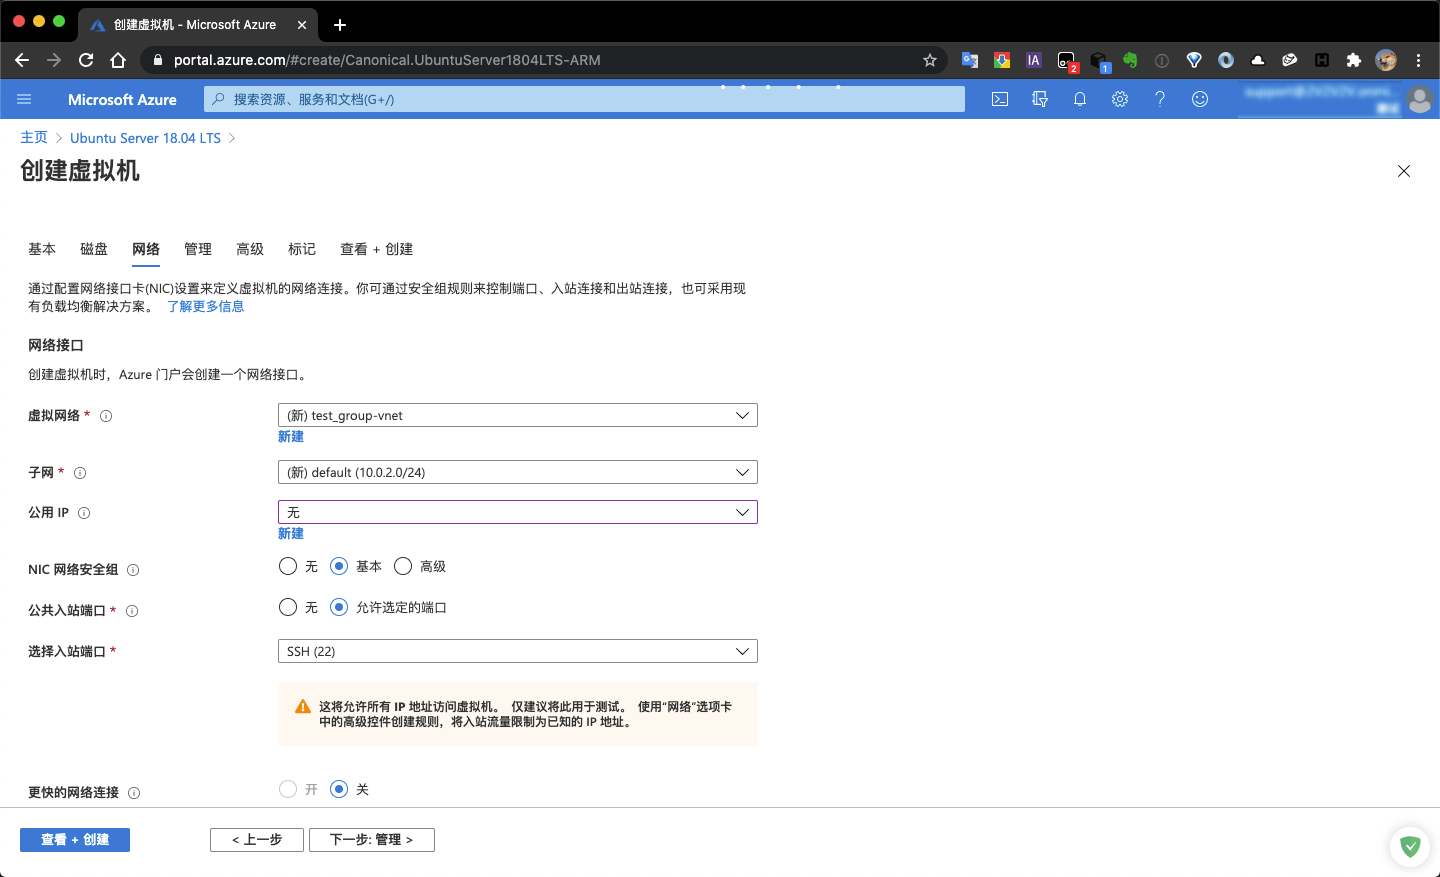 创建虚拟机 - Microsoft Azure
portal.azure.com/#create/Canonical.UbuntuServer1804LTS-ARM
IA
2
1
H
Microsoft Azure
搜索资源、服务和文档(G+/)
主页 > Ubuntu Server 18.04 LTS >
创建虚拟机
基本 磁盘 网络 管理 高级 标记 查看 + 创建
通过配置网络接口卡(NIC)设置来定义虚拟机的网络连接。你可通过安全组规则来控制端口、入站连接和出站连接，也可采用现
有负载均衡解决方案。 了解更多信息
网络接口
创建虚拟机时，Azure 门户会创建一个网络接口。
虚拟网络 * (新) test_group-vnet
新建
子网 * (新) default (10.0.2.0/24)
公用 IP 无
新建
NIC 网络安全组 无 基本 高级
公共入站端口 * 无 允许选定的端口
选择入站端口 * SSH (22)
这将允许所有 IP 地址访问虚拟机。 仅建议将此用于测试。 使用"网络"选项卡
中的高级控件创建规则，将入站流量限制为已知的 IP 地址。
更快的网络连接 开 关
查看 + 创建 < 上一步 下一步: 管理 >